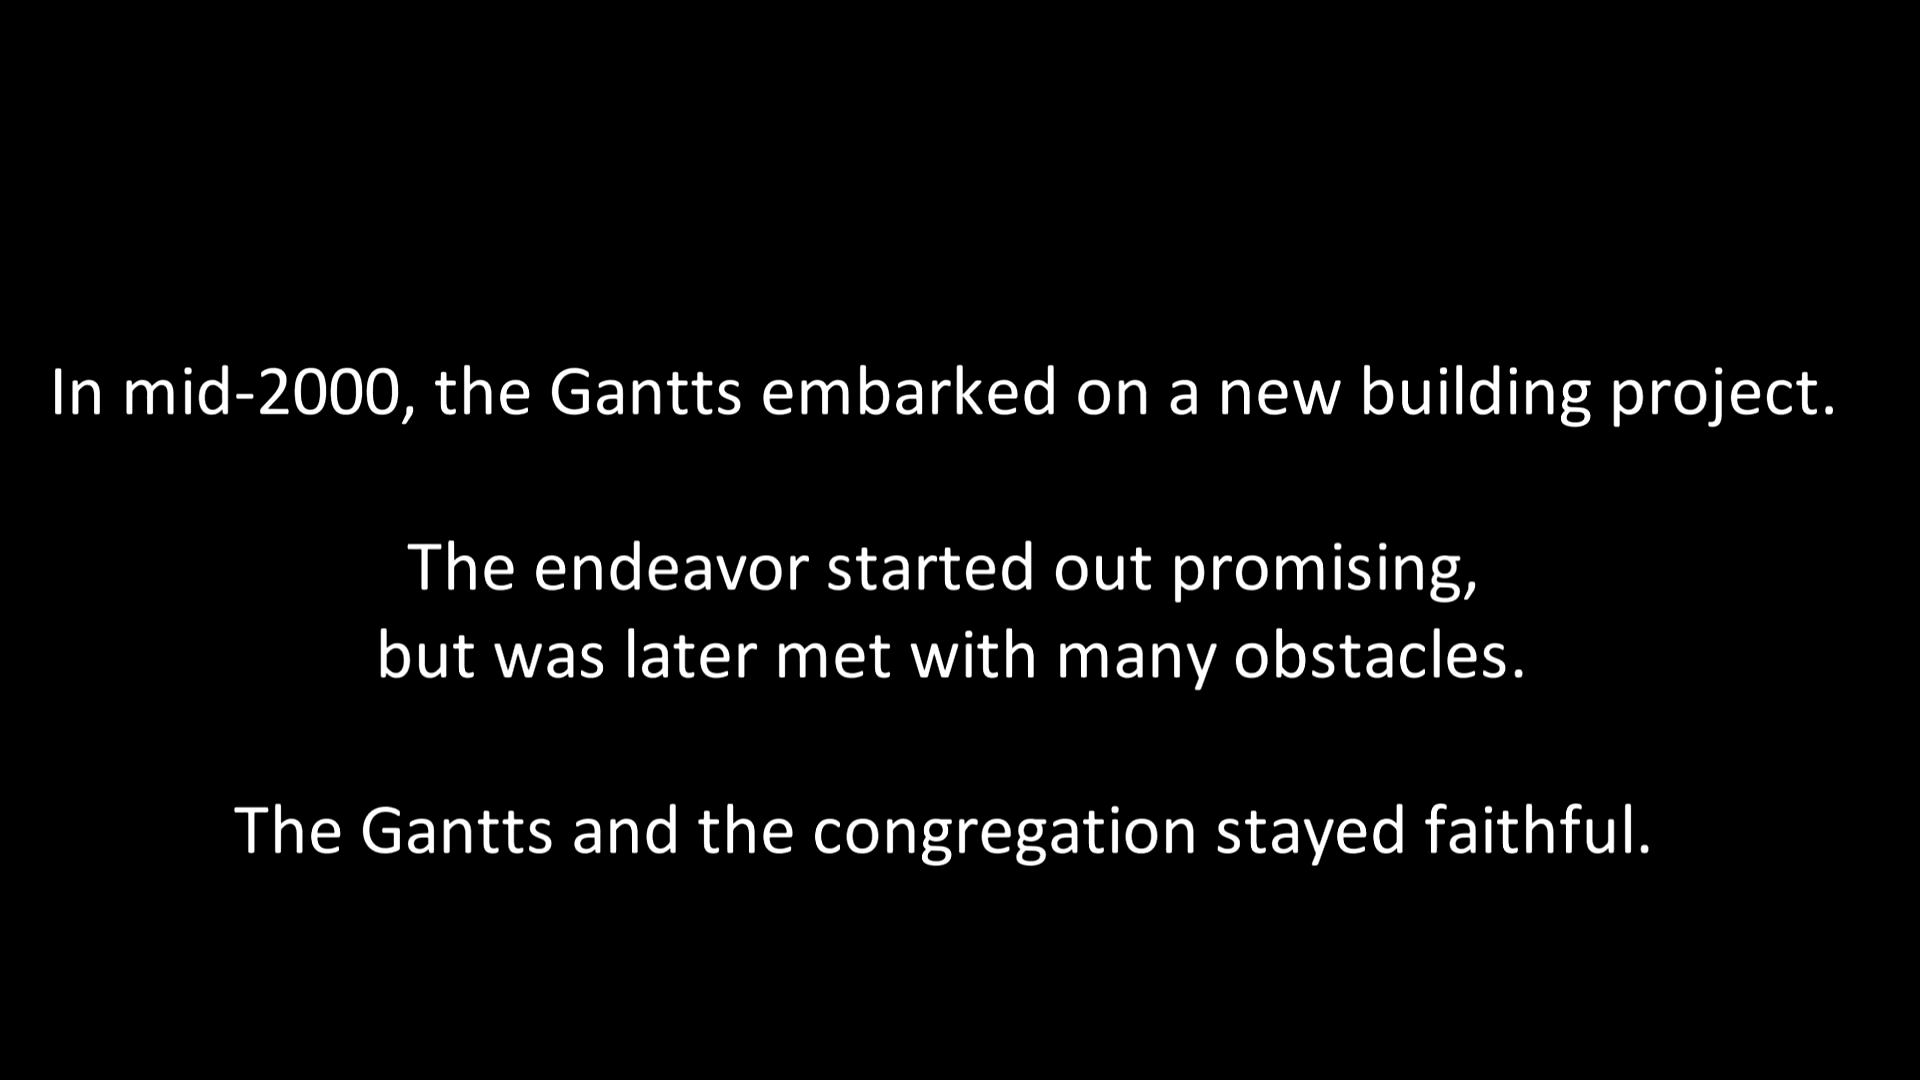 In mid-2000, the Gantts embarked on a new building project.
The endeavor started out promising,
but was later met with many obstacles.
The Gantts and the congregation stayed faithful.